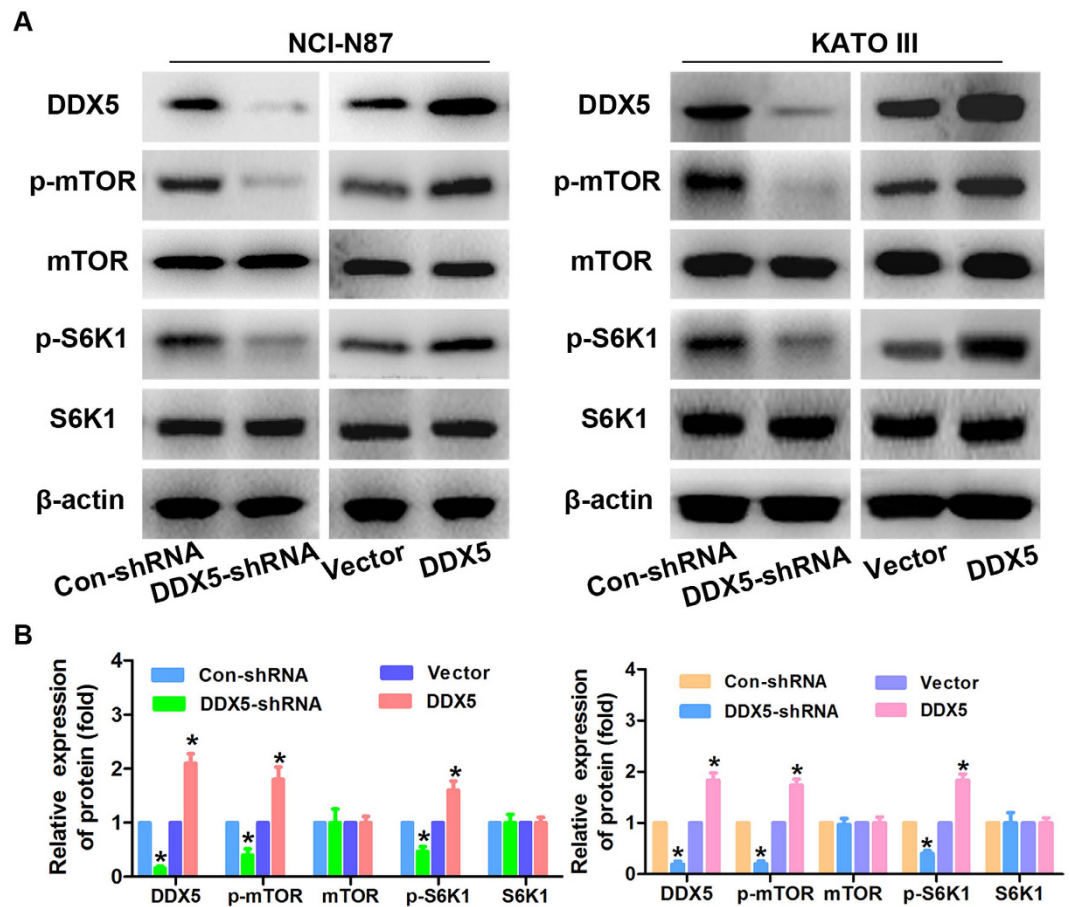 A
NCI-N87
KATO III
DDX5
p-mTOR
mTOR
p-S6K1
S6K1
β-actin
Con-shRNA
DDX5-shRNA
Vector
DDX5
DDX5
p-mTOR
mTOR
p-S6K1
S6K1
β-actin
Con-shRNA
DDX5-shRNA
Vector
DDX5
B
Relative expression
of protein (fold)
4
3
2
1
0
Con-shRNA
DDX5-shRNA
Vector
DDX5
*
*
*
*
*
*
DDX5
p-mTOR
mTOR
p-S6K1
S6K1
Relative expression
of protein (fold)
4
3
2
1
0
Con-shRNA
DDX5-shRNA
Vector
DDX5
*
*
*
*
*
*
DDX5
p-mTOR
mTOR
p-S6K1
S6K1